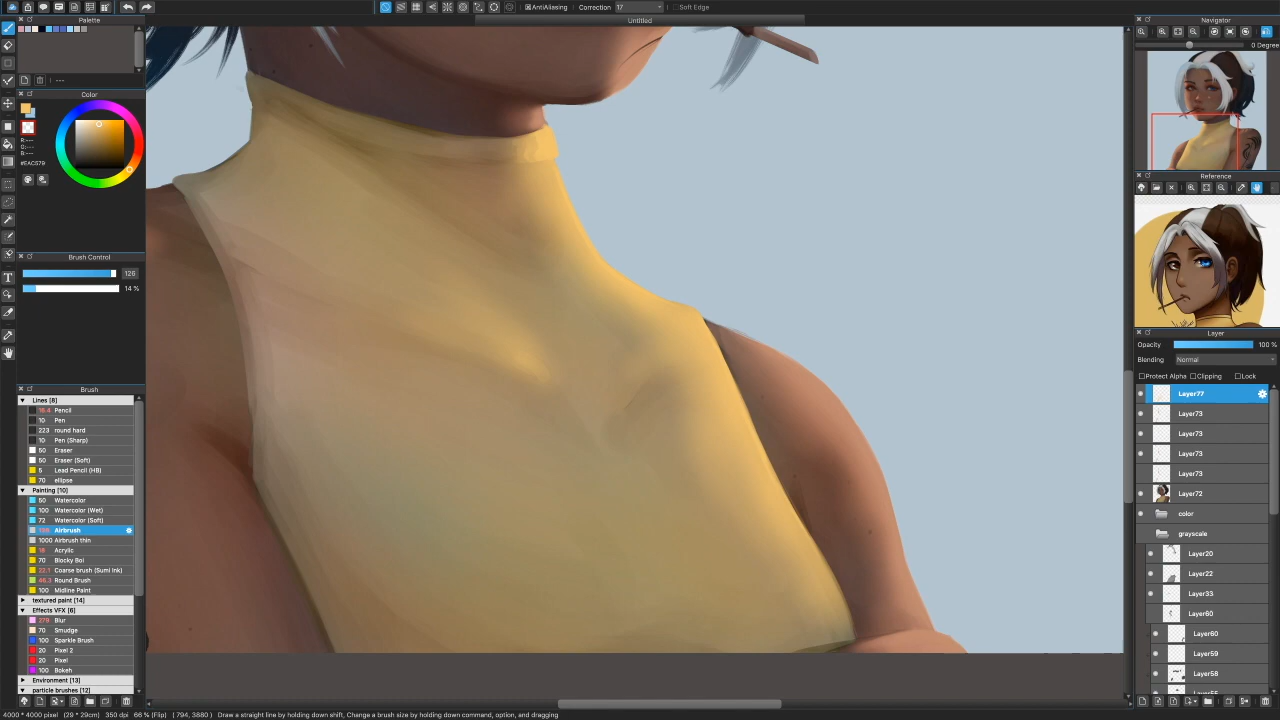 AntiAliasing Correction 17 Soft Edge
Untitled
Palette
---
Color
R:---
G:---
B:---
#EAC579
Brush Control
126
14 %
Brush
Lines [8]
16.4 Pencil
10 Pen
223 round hard
10 Pen (Sharp)
50 Eraser
50 Eraser (Soft)
5 Lead Pencil (HB)
70 ellipse
Painting [10]
50 Watercolor
100 Watercolor (Wet)
72 Watercolor (Soft)
Airbrush
1000 Airbrush thin
Acrylic
70 Blocky Boi
22.1 Coarse brush (Sumi Ink)
46.3 Round Brush
100 Midline Paint
textured paint [14]
Effects VFX [6]
278 Blur
70 Smudge
100 Sparkle Brush
20 Pixel 2
20 Pixel
100 Bokeh
Environment [13]
particle brushes [12]
Navigator
0 Degree
Reference
Layer
Opacity 100 %
Blending Normal
Protect Alpha Clipping Lock
Layer77
Layer73
Layer73
Layer73
Layer73
Layer72
color
grayscale
Layer20
Layer22
Layer33
Layer60
Layer60
Layer59
Layer58
4000 * 4000 pixel (29 * 29cm) 350 dpi 66 % [Flip] ( 794, 3880 ) Draw a straight line by holding down shift, Change a brush size by holding down command, option, and dragging